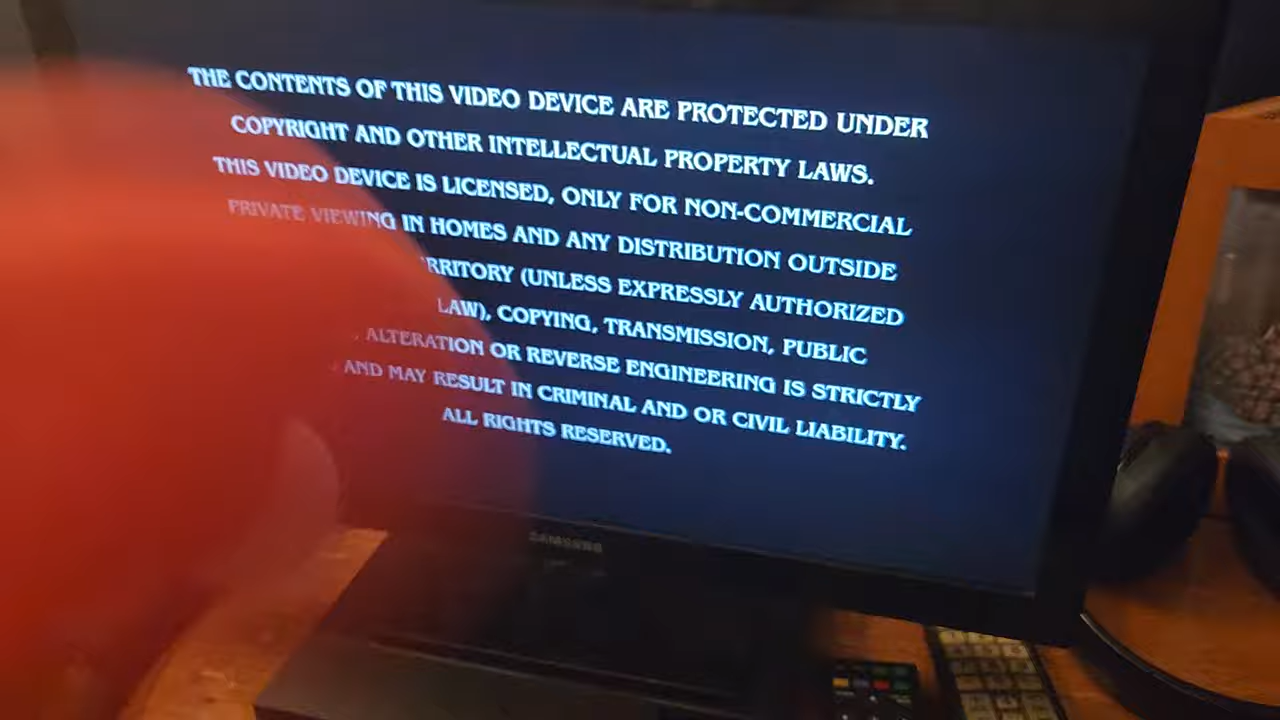 THE CONTENTS OF THIS VIDEO DEVICE ARE PROTECTED UNDER
COPYRIGHT AND OTHER INTELLECTUAL PROPERTY LAWS.
THIS VIDEO DEVICE IS LICENSED, ONLY FOR NON-COMMERCIAL
PRIVATE VIEWING IN HOMES AND ANY DISTRIBUTION OUTSIDE
(UNLESS EXPRESSLY AUTHORIZED
LAW), COPYING, TRANSMISSION, PUBLIC
, ALTERATION OR REVERSE ENGINEERING IS STRICTLY
AND MAY RESULT IN CRIMINAL AND OR CIVIL LIABILITY.
ALL RIGHTS RESERVED.
SAMSUNG